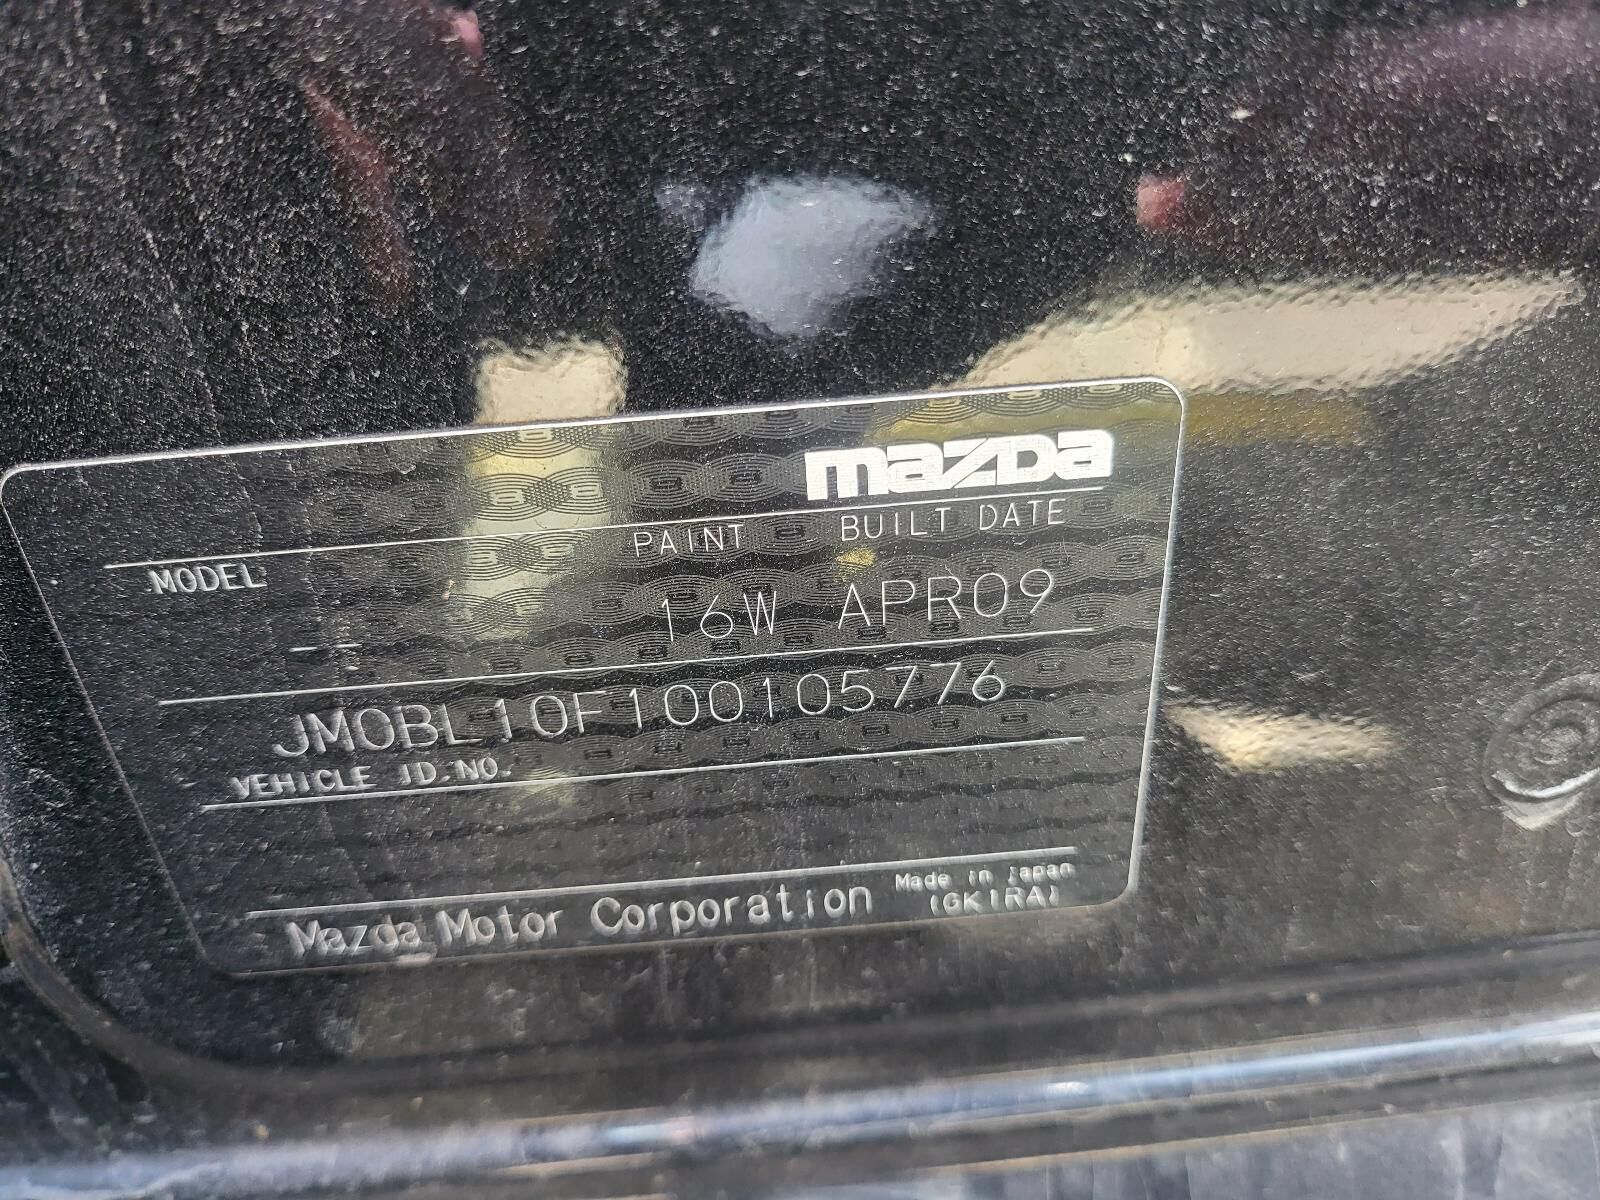 mazda
MODEL PAINT BUILT DATE
16W APR09
JM0BL10F100105776
VEHICLE ID.NO.
Mazda Motor Corporation Made in Japan
(GKIRA)